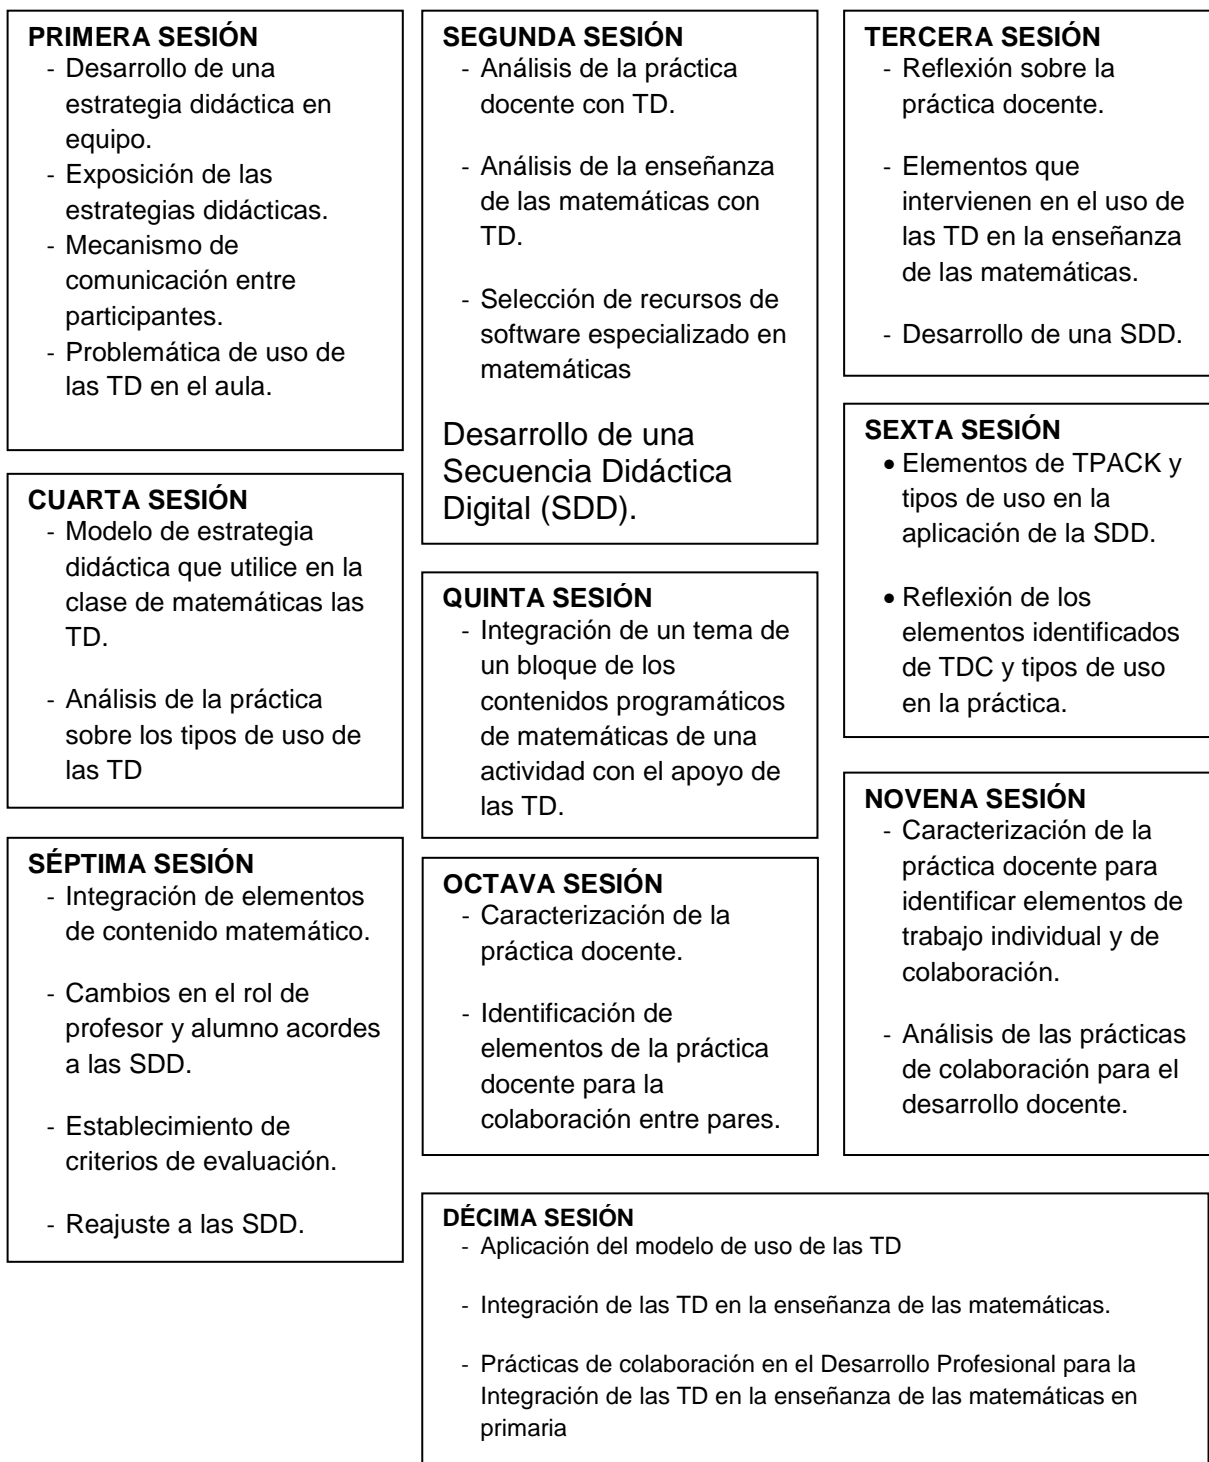 PRIMERA SESIÓN
- Desarrollo de una
estrategia didáctica en
equipo.
- Exposición de las
estrategias didácticas.
- Mecanismo de
comunicación entre
participantes.
- Problemática de uso de
las TD en el aula.
SEGUNDA SESIÓN
- Análisis de la práctica
docente con TD.
- Análisis de la enseñanza
de las matemáticas con
TD.
- Selección de recursos de
software especializado en
matemáticas
Desarrollo de una
Secuencia Didáctica
Digital (SDD).
TERCERA SESIÓN
- Reflexión sobre la
práctica docente.
- Elementos que
intervienen en el uso de
las TD en la enseñanza
de las matemáticas.
- Desarrollo de una SDD.
CUARTA SESIÓN
- Modelo de estrategia
didáctica que utilice en la
clase de matemáticas las
TD.
- Análisis de la práctica
sobre los tipos de uso de
las TD
QUINTA SESIÓN
- Integración de un tema de
un bloque de los
contenidos programáticos
de matemáticas de una
actividad con el apoyo de
las TD.
SEXTA SESIÓN
• Elementos de TPACK y
tipos de uso en la
aplicación de la SDD.
• Reflexión de los
elementos identificados
de TDC y tipos de uso
en la práctica.
SÉPTIMA SESIÓN
- Integración de elementos
de contenido matemático.
- Cambios en el rol de
profesor y alumno acordes
a las SDD.
- Establecimiento de
criterios de evaluación.
- Reajuste a las SDD.
OCTAVA SESIÓN
- Caracterización de la
práctica docente.
- Identificación de
elementos de la práctica
docente para la
colaboración entre pares.
NOVENA SESIÓN
- Caracterización de la
práctica docente para
identificar elementos de
trabajo individual y de
colaboración.
- Análisis de las prácticas
de colaboración para el
desarrollo docente.
DÉCIMA SESIÓN
- Aplicación del modelo de uso de las TD
- Integración de las TD en la enseñanza de las matemáticas.
- Prácticas de colaboración en el Desarrollo Profesional para la
Integración de las TD en la enseñanza de las matemáticas en
primaria